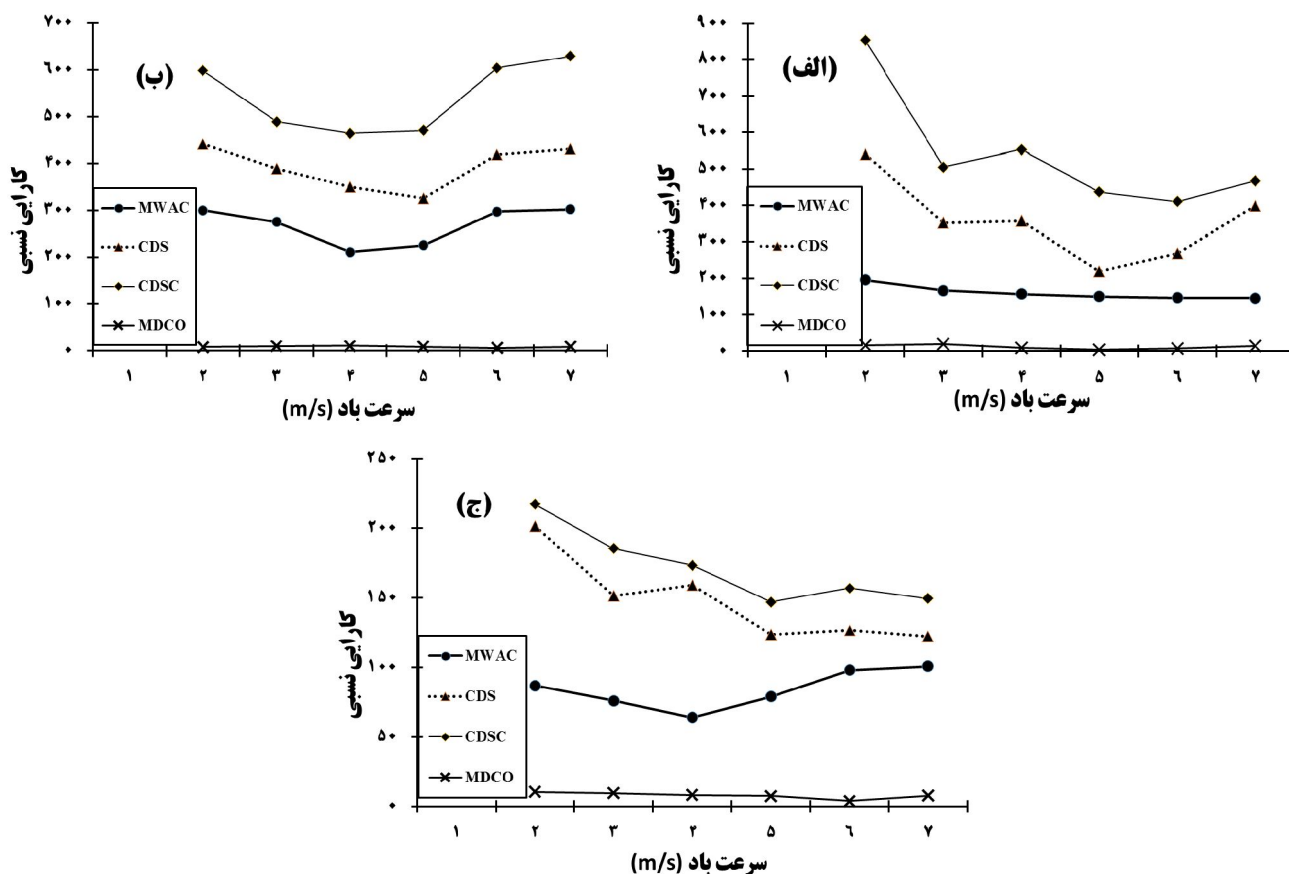 (الف)
کارایی نسبی
۹۰۰
۸۰۰
۷۰۰
۶۰۰
۵۰۰
۴۰۰
۳۰۰
۲۰۰
۱۰۰
۰
MWAC
CDS
CDSC
MDCO
۱ ۲ ۳ ۴ ۵ ۶ ۷
سرعت باد (m/s)
(ب)
کارایی نسبی
۷۰۰
۶۰۰
۵۰۰
۴۰۰
۳۰۰
۲۰۰
۱۰۰
۰
MWAC
CDS
CDSC
MDCO
۱ ۲ ۳ ۴ ۵ ۶ ۷
سرعت باد (m/s)
(ج)
کارایی نسبی
۲۵۰
۲۰۰
۱۵۰
۱۰۰
۵۰
۰
MWAC
CDS
CDSC
MDCO
۱ ۲ ۳ ۴ ۵ ۶ ۷
سرعت باد (m/s)